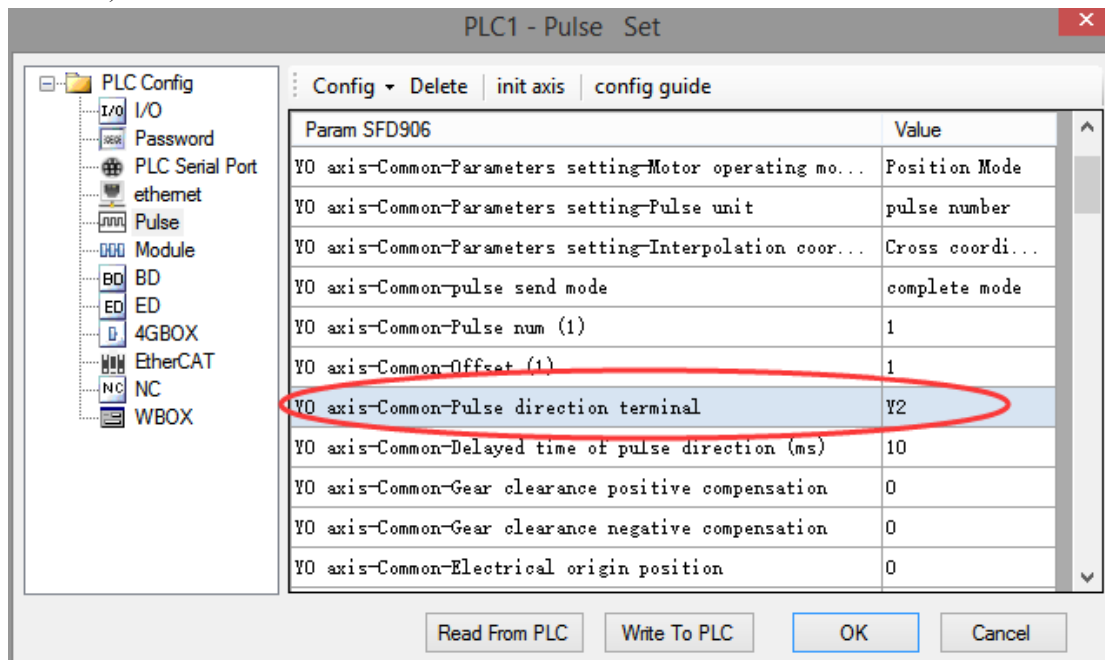 PLC1 - Pulse Set
PLC Config
I/O
Password
PLC Serial Port
ethernet
Pulse
Module
BD
ED
4GBOX
EtherCAT
NC
WBOX
Config Delete init axis config guide
Param SFD906 Value
Y0 axis-Common-Parameters setting-Motor operating mo... Position Mode
Y0 axis-Common-Parameters setting-Pulse unit pulse number
Y0 axis-Common-Parameters setting-Interpolation coor... Cross coordi...
Y0 axis-Common-pulse send mode complete mode
Y0 axis-Common-Pulse num (1) 1
Y0 axis-Common-Offset (1) 1
Y0 axis-Common-Pulse direction terminal Y2
Y0 axis-Common-Delayed time of pulse direction (ms) 10
Y0 axis-Common-Gear clearance positive compensation 0
Y0 axis-Common-Gear clearance negative compensation 0
Y0 axis-Common-Electrical origin position 0
Read From PLC Write To PLC OK Cancel